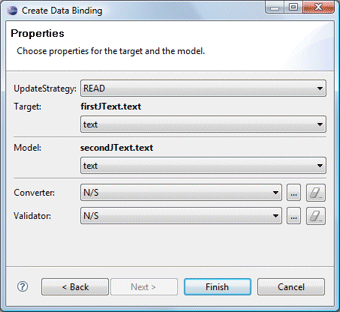 Create Data Binding
Properties
Choose properties for the target and the model.
UpdateStrategy: READ
Target: firstJText.text
text
Model: secondJText.text
text
Converter: N/S ...
Validator: N/S ...
? < Back Next > Finish Cancel